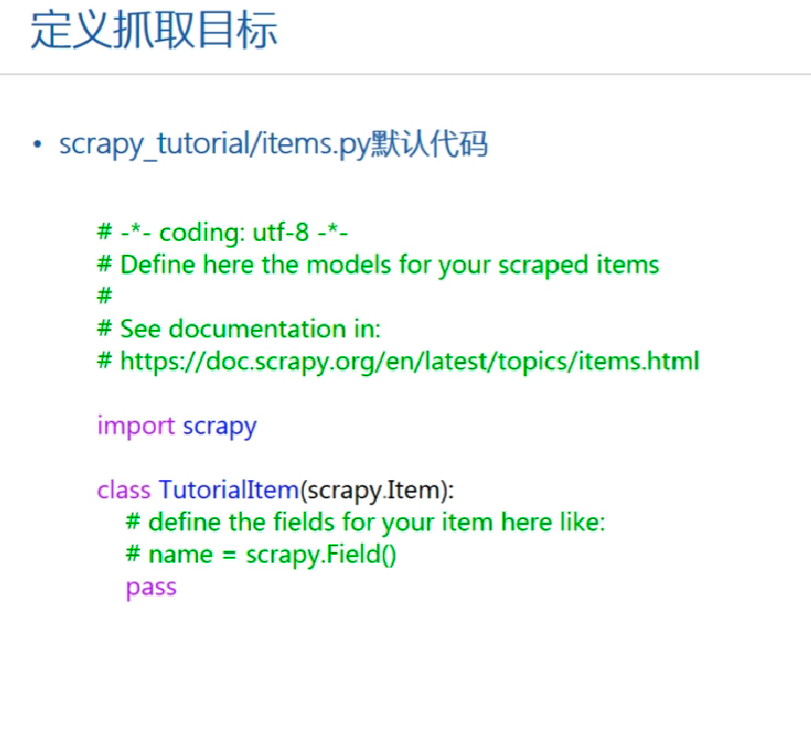 定义抓取目标
• scrapy_tutorial/items.py默认代码
# -*- coding: utf-8 -*-
# Define here the models for your scraped items
#
# See documentation in:
# https://doc.scrapy.org/en/latest/topics/items.html
import scrapy
class TutorialItem(scrapy.Item):
# define the fields for your item here like:
# name = scrapy.Field()
pass